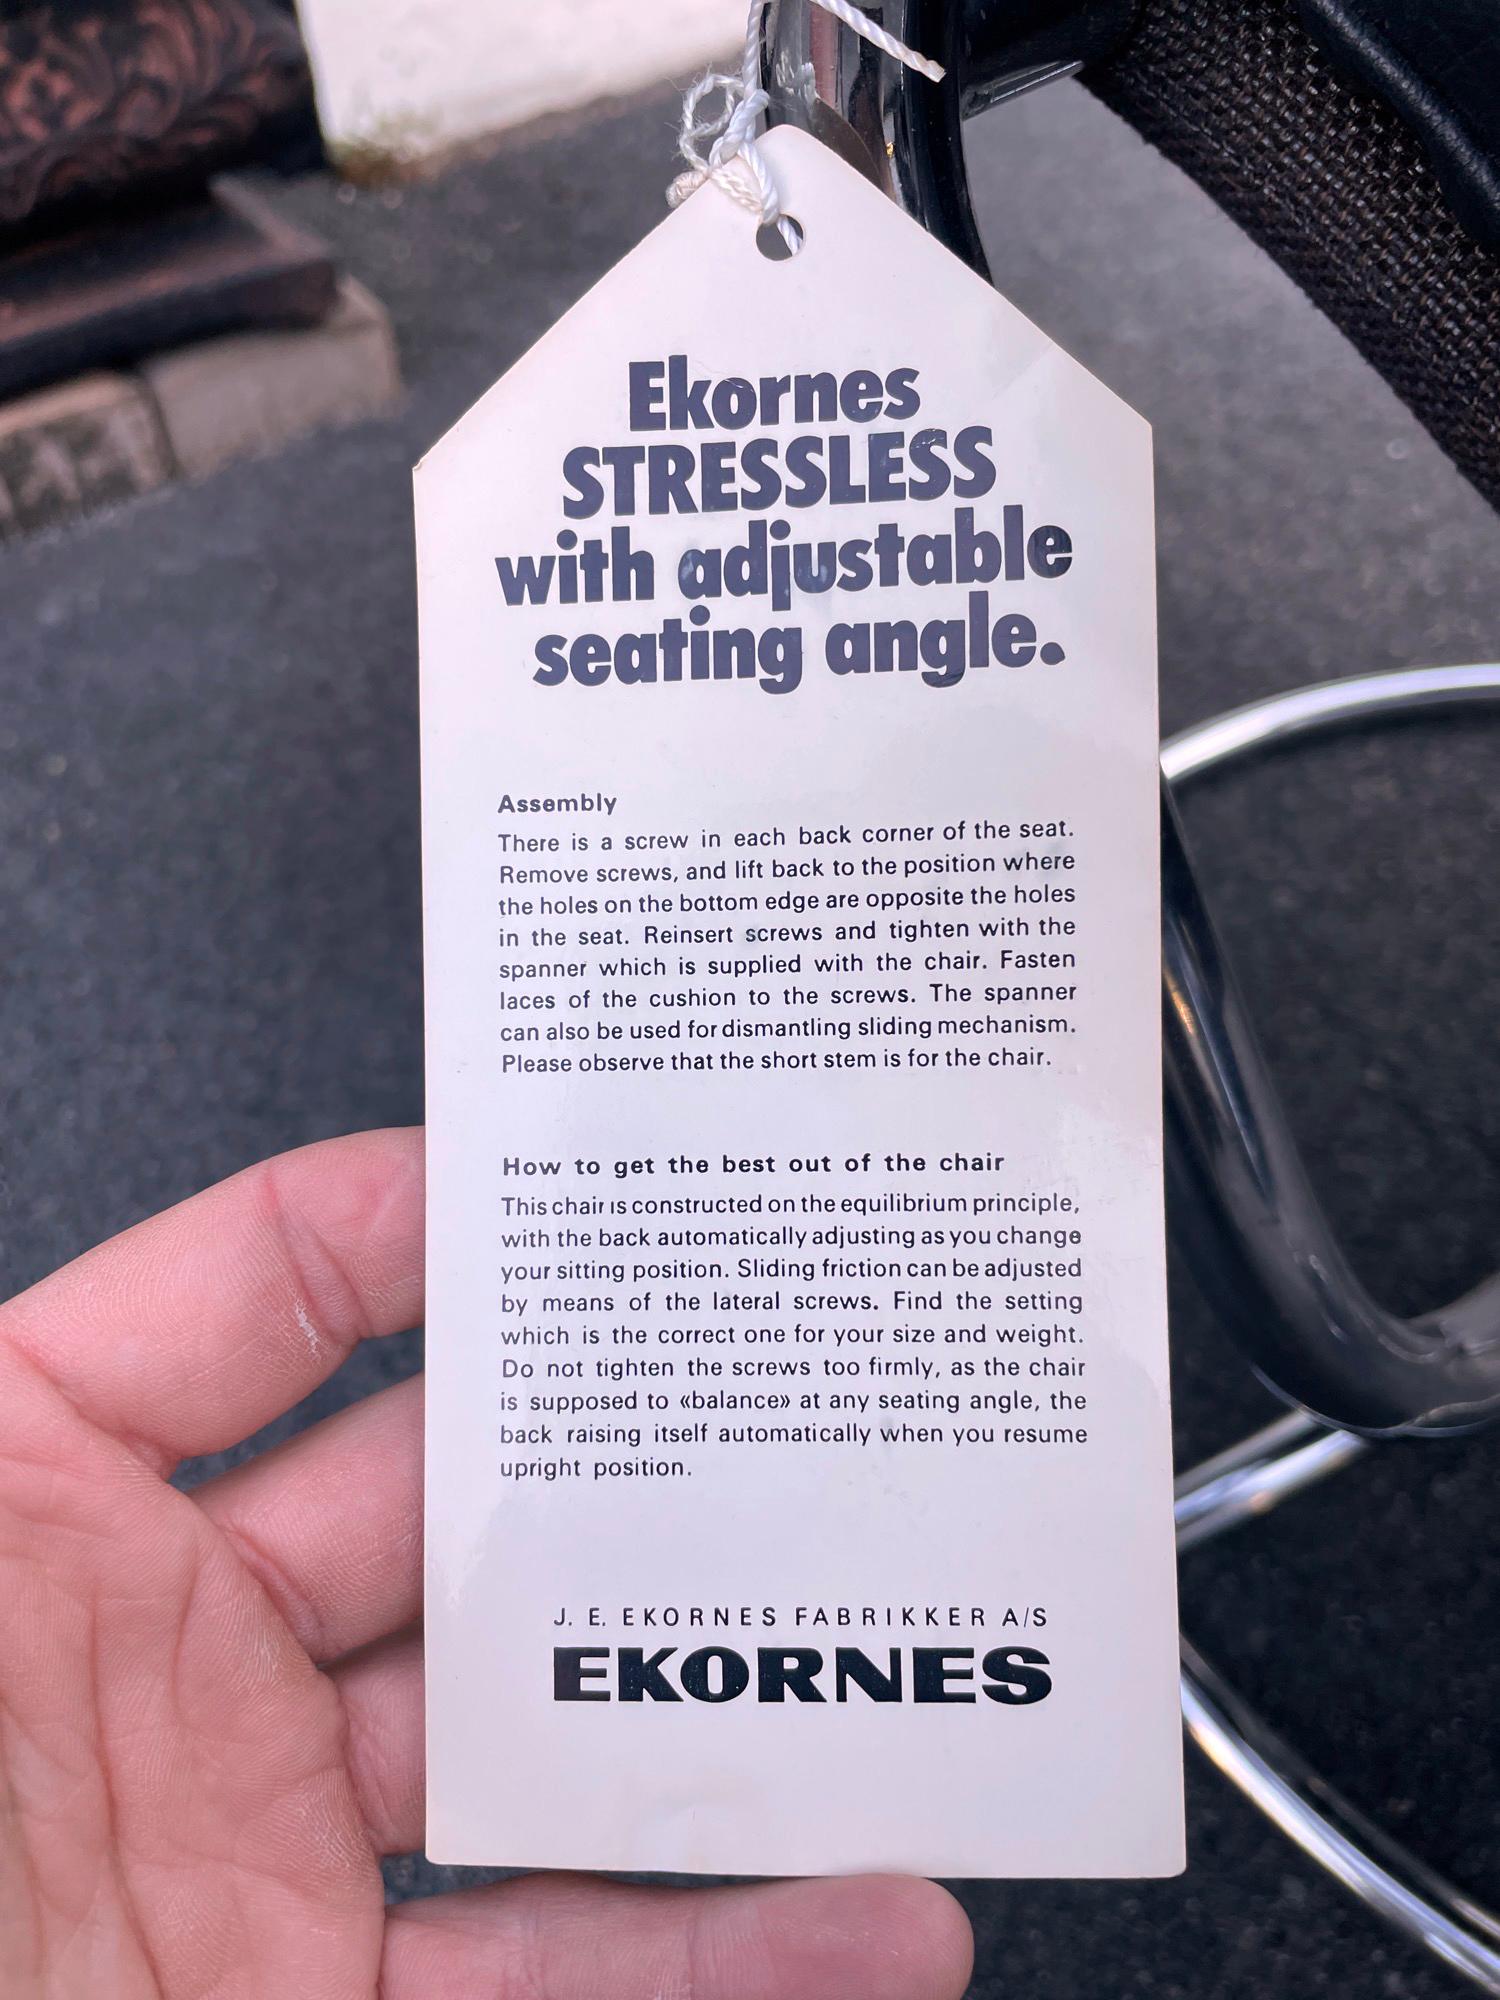 Ekornes
STRESSLESS
with adjustable
seating angle.
Assembly
There is a screw in each back corner of the seat.
Remove screws, and lift back to the position where
the holes on the bottom edge are opposite the holes
in the seat. Reinsert screws and tighten with the
spanner which is supplied with the chair. Fasten
laces of the cushion to the screws. The spanner
can also be used for dismantling sliding mechanism.
Please observe that the short stem is for the chair.
How to get the best out of the chair
This chair is constructed on the equilibrium principle,
with the back automatically adjusting as you change
your sitting position. Sliding friction can be adjusted
by means of the lateral screws. Find the setting
which is the correct one for your size and weight.
Do not tighten the screws too firmly, as the chair
is supposed to «balance» at any seating angle, the
back raising itself automatically when you resume
upright position.
J. E. EKORNES FABRIKKER A/S
EKORNES